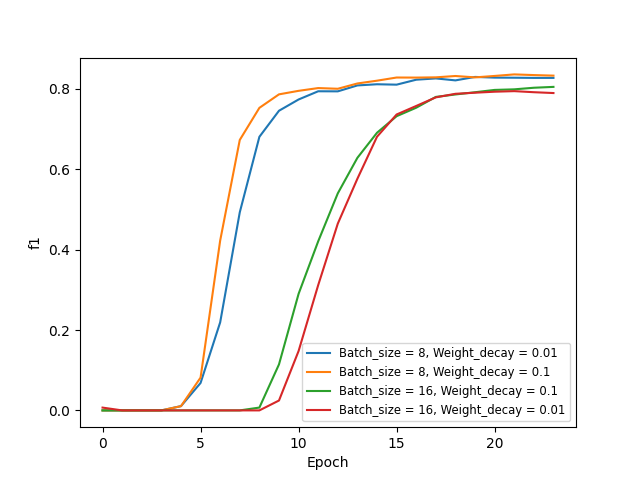 0.8
0.6
0.4
0.2
0.0
f1
0 5 10 15 20
Epoch
Batch_size = 8, Weight_decay = 0.01
Batch_size = 8, Weight_decay = 0.1
Batch_size = 16, Weight_decay = 0.1
Batch_size = 16, Weight_decay = 0.01